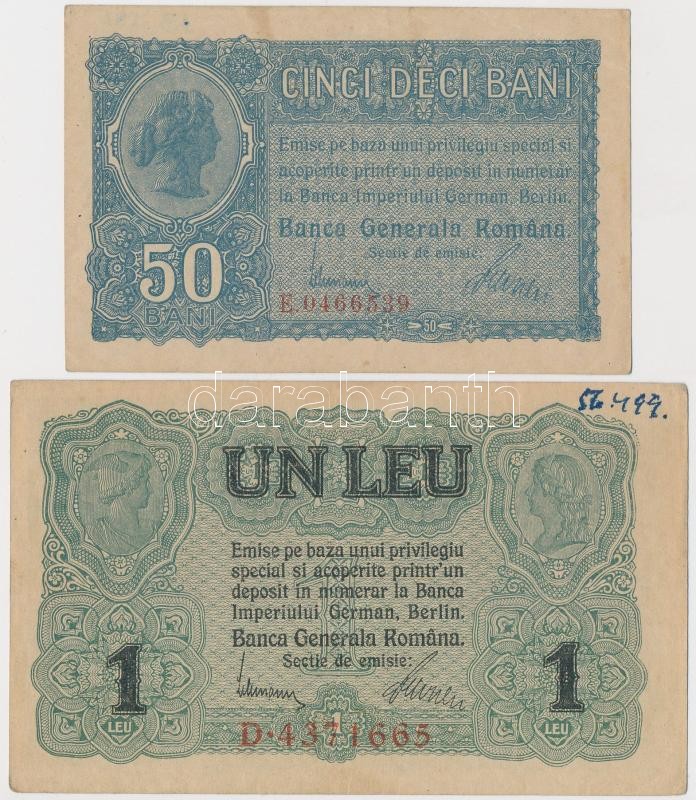 CINCI DECI BANI
Emise pe baza unui privilegiu special si
acoperite printr'un deposit in numerar
la Banca Imperiului German, Berlin.
Banca Generala Româna.
Sectie de emisie:
50
BANI
E.0466539
50
darabanth
56.499.
UN LEU
Emise pe baza unui privilegiu
special si acoperite printr'un
deposit in numerar la Banca
Imperiului German, Berlin.
Banca Generala Româna.
Sectie de emisie:
1
1
LEU
LEU
D.4371665